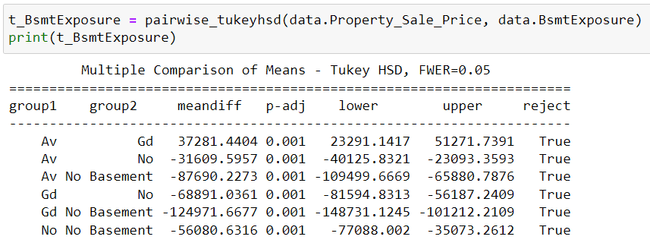 t_BsmtExposure = pairwise_tukeyhsd(data.Property_Sale_Price, data.BsmtExposure)
print(t_BsmtExposure)
Multiple Comparison of Means - Tukey HSD, FWER=0.05
======================================================================
group1 group2 meandiff p-adj lower upper reject
----------------------------------------------------------------------
Av Gd 37281.4404 0.001 23291.1417 51271.7391 True
Av No -31609.5957 0.001 -40125.8321 -23093.3593 True
Av No Basement -87690.2273 0.001 -109499.6669 -65880.7876 True
Gd No -68891.0361 0.001 -81594.8313 -56187.2409 True
Gd No Basement -124971.6677 0.001 -148731.1245 -101212.2109 True
No No Basement -56080.6316 0.001 -77088.002 -35073.2612 True